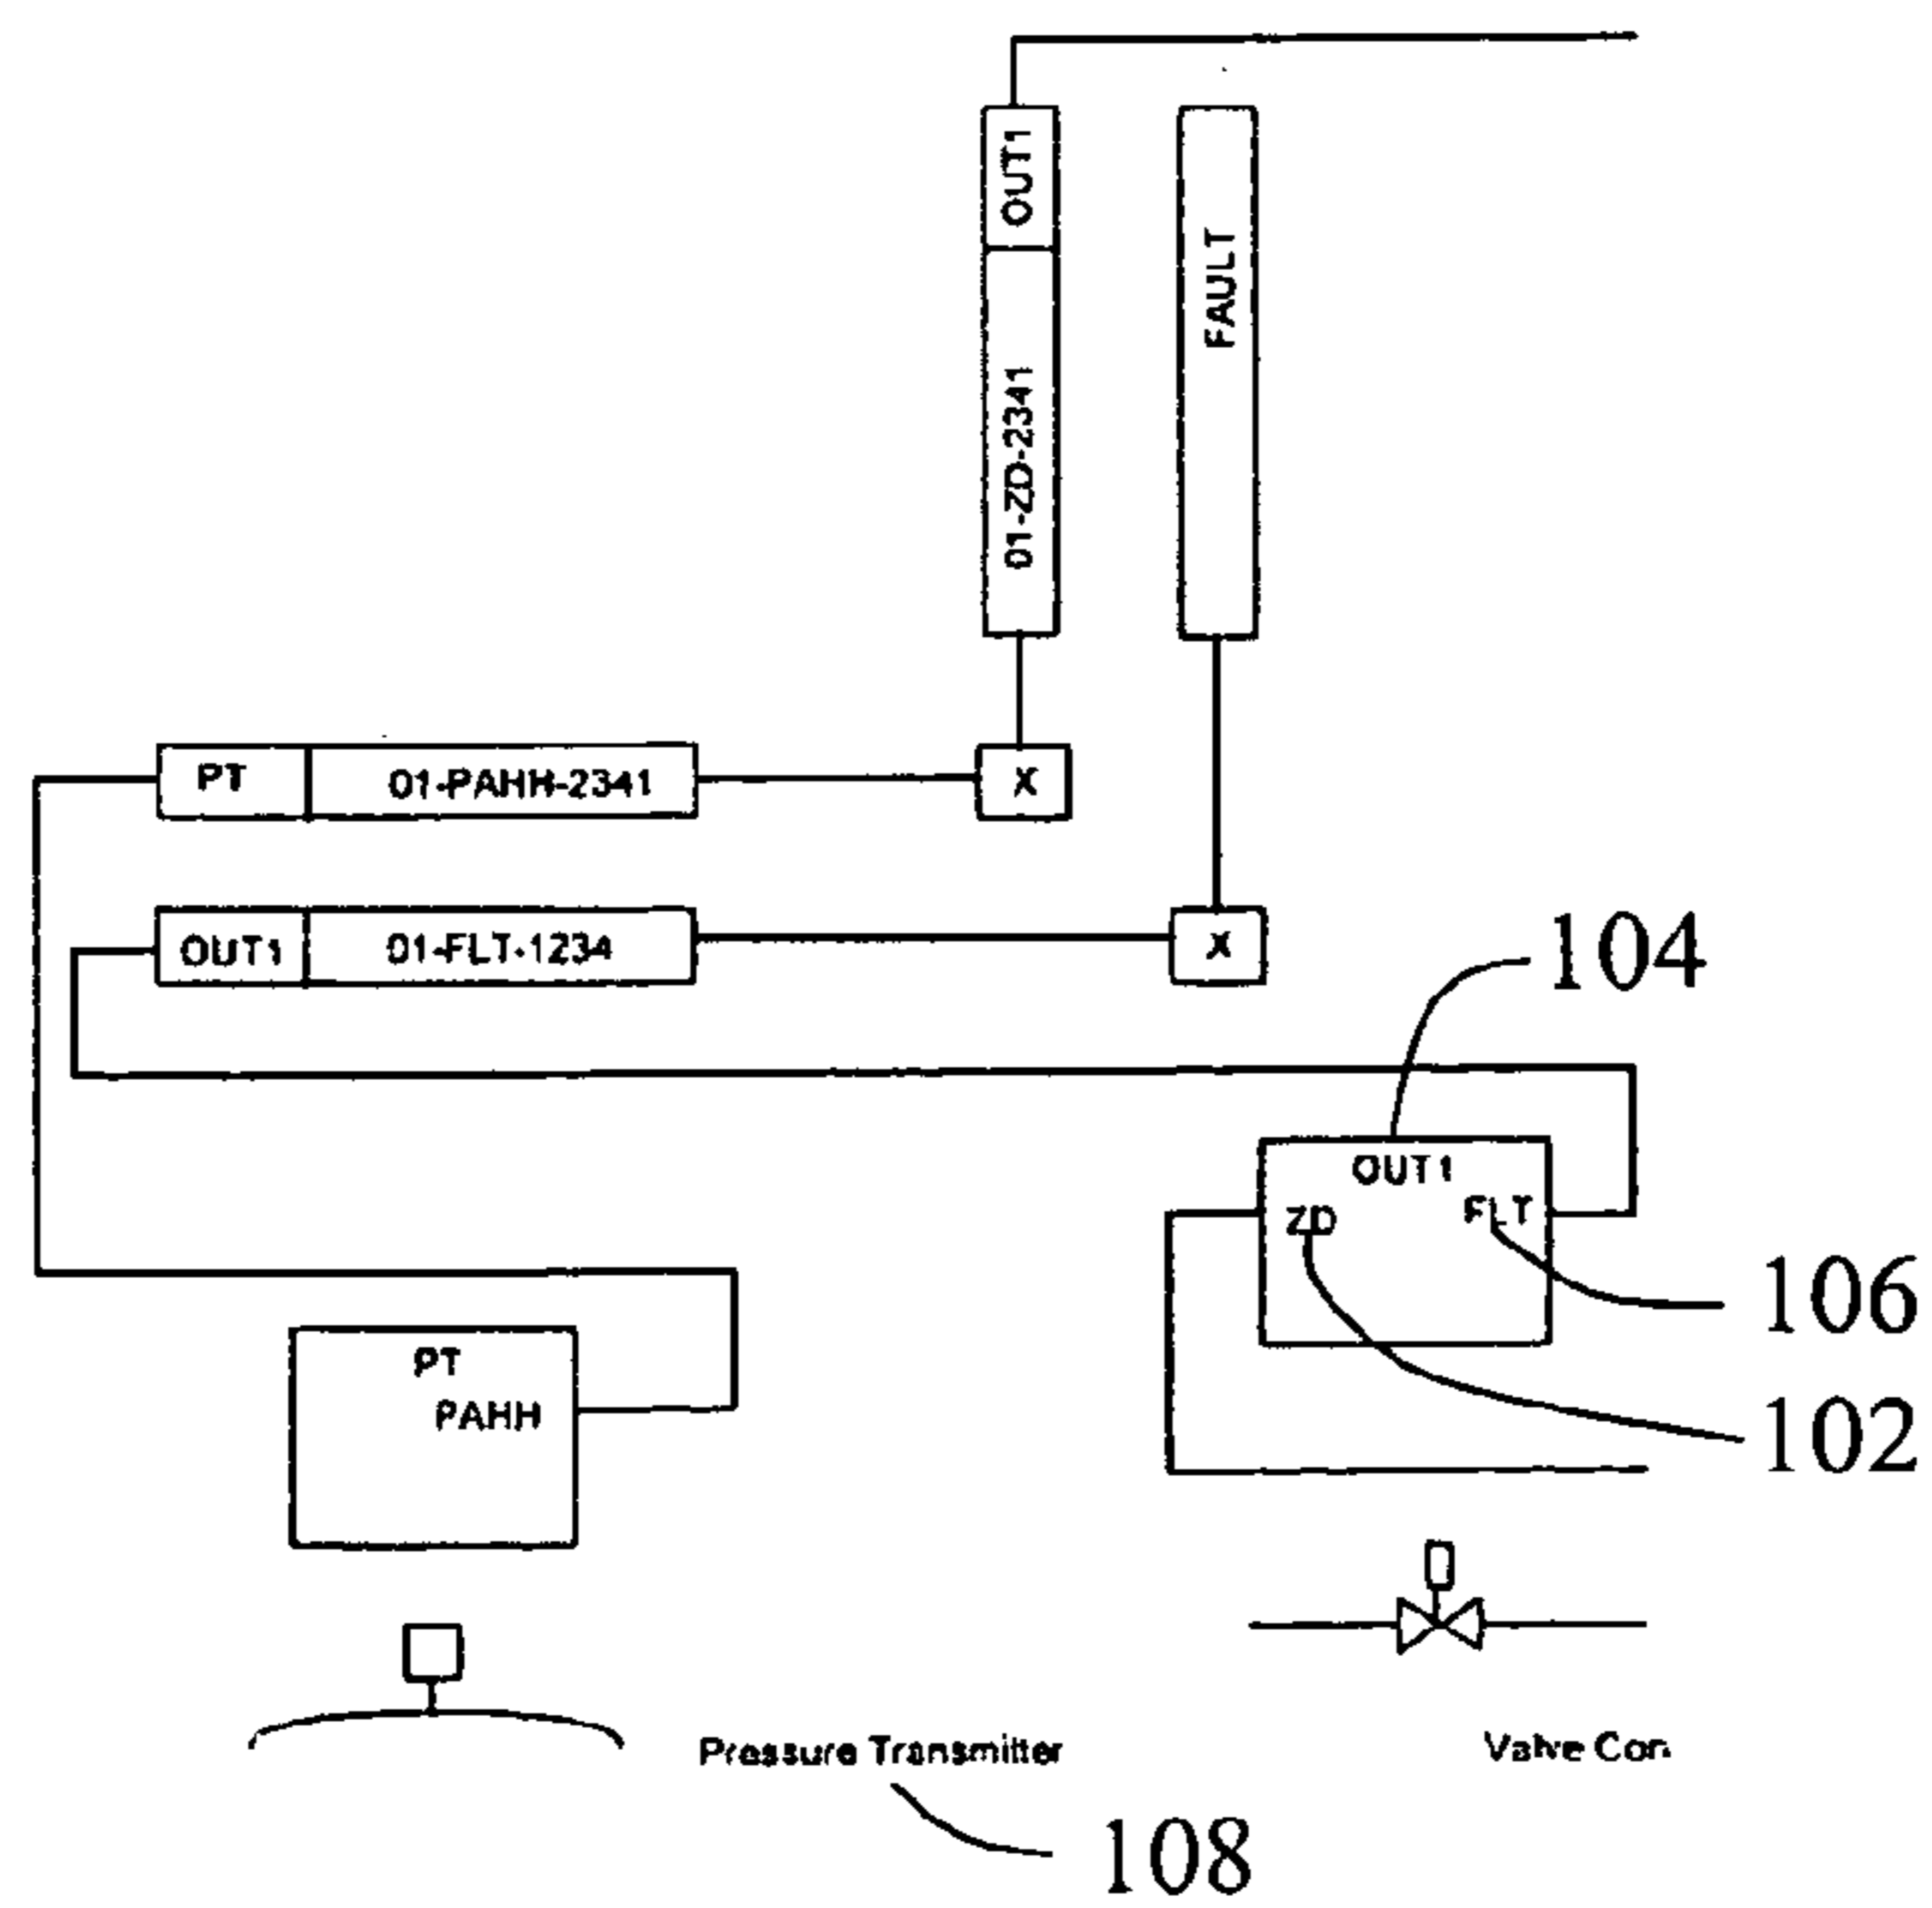 OUT1
01-ZD-2341
FAULT
PT 01-PAHH-2341 X
OUT1 01-FLT-1234 X
104
OUT1
ZD FLT
106
PT
PAHH
102
Pressure Transmitter
Valve Con
108